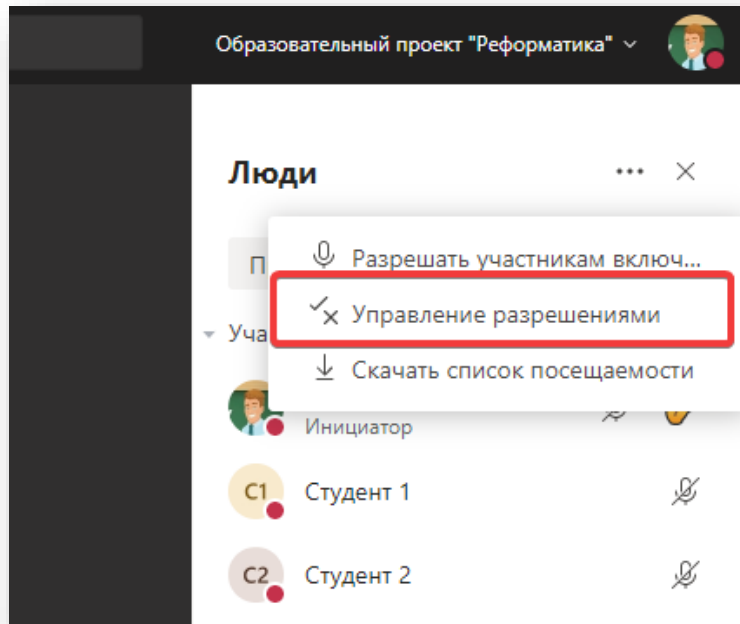 Образовательный проект "Реформатика"
Люди
Разрешать участникам включ...
Управление разрешениями
Скачать список посещаемости
Инициатор
С1 Студент 1
С2 Студент 2